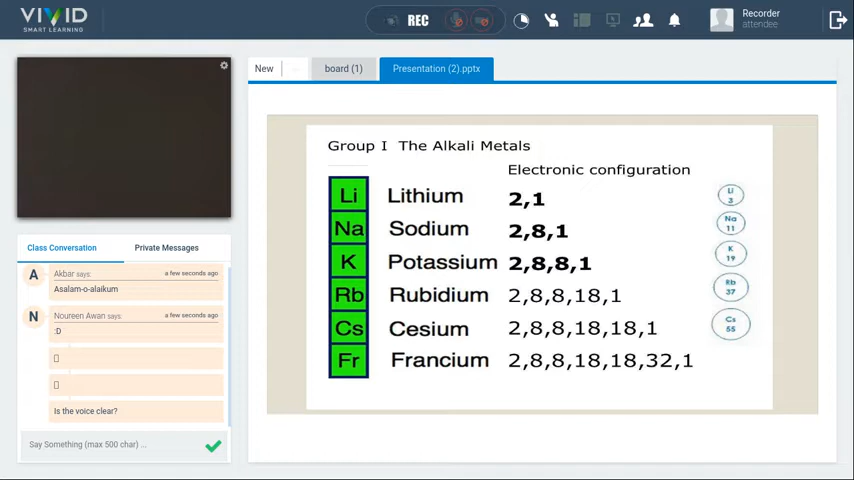 VIVID
SMART LEARNING
REC
Recorder
attendee
New
board (1)
Presentation (2).pptx
Class Conversation
Private Messages
A
Akbar says:
a few seconds ago
Asalam-o-alaikum
N
Noureen Awan says:
a few seconds ago
:D
Is the voice clear?
Say Something (max 500 char) ...
Group I The Alkali Metals
Electronic configuration
Li Lithium 2,1
Na Sodium 2,8,1
K Potassium 2,8,8,1
Rb Rubidium 2,8,8,18,1
Cs Cesium 2,8,8,18,18,1
Fr Francium 2,8,8,18,18,32,1
Li
3
Na
11
K
19
Rb
37
Cs
55